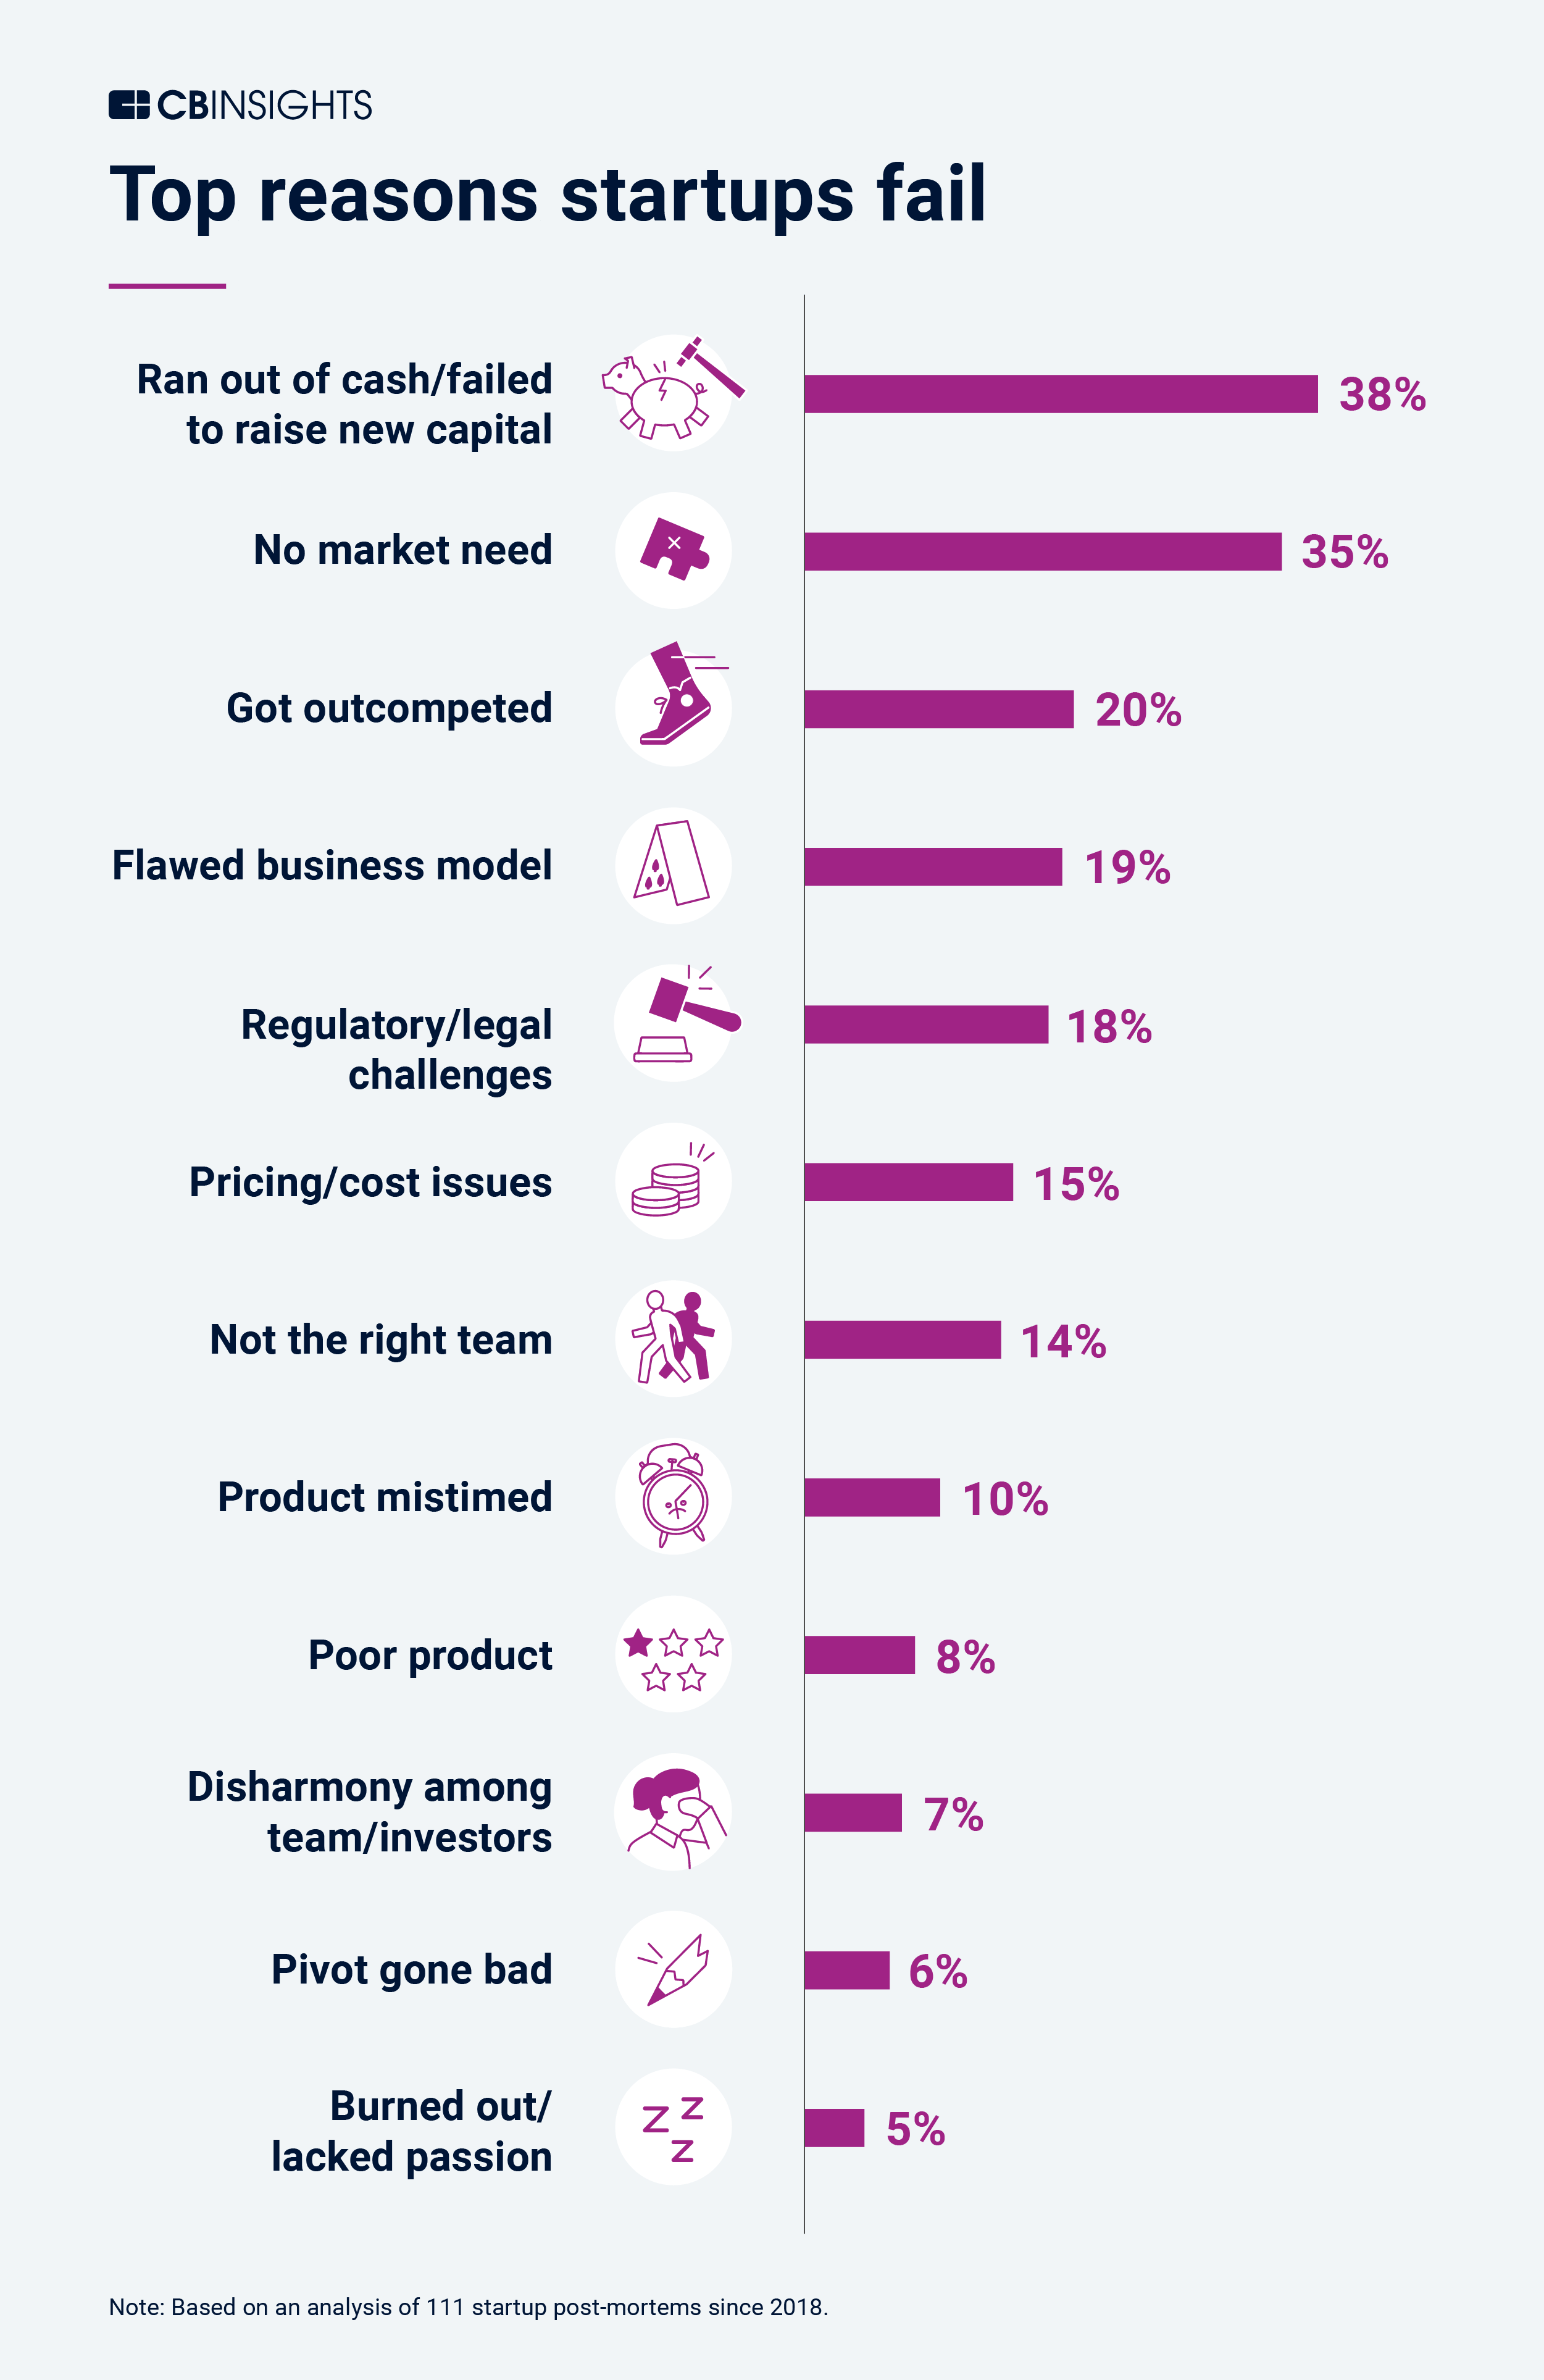 CBINSIGHTS
Top reasons startups fail
Ran out of cash/failed
to raise new capital
38%
No market need
35%
Got outcompeted
20%
Flawed business model
19%
Regulatory/legal
challenges
18%
Pricing/cost issues
15%
Not the right team
14%
Product mistimed
10%
Poor product
8%
Disharmony among
team/investors
7%
Pivot gone bad
6%
Burned out/
lacked passion
Z Z
Z
5%
Note: Based on an analysis of 111 startup post-mortems since 2018.